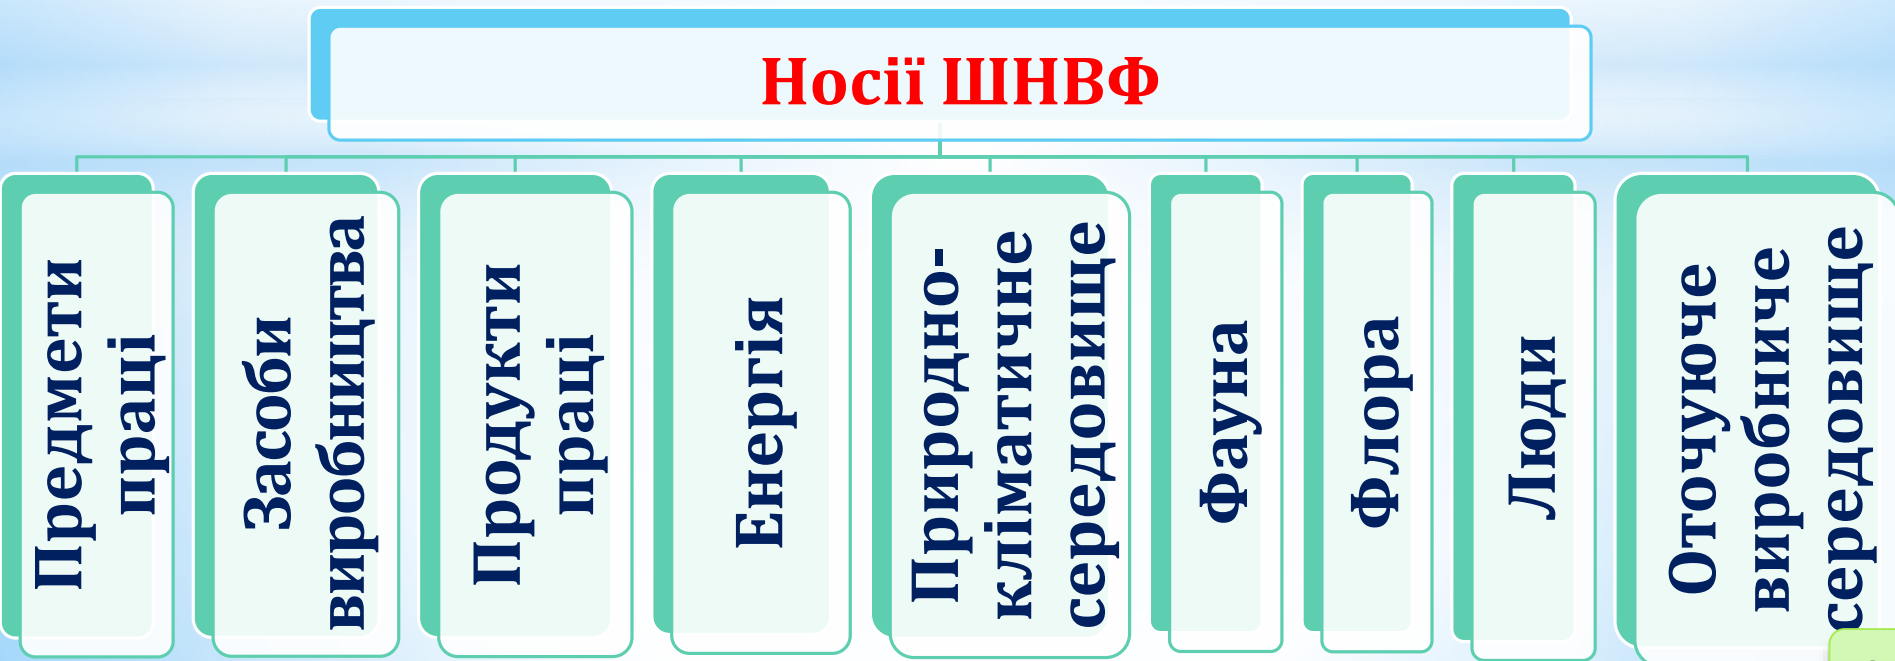 Носії ШНВФ
Предмети
праці
Засоби
виробництва
Продукти
праці
Енергія
Природно-
кліматичне
середовище
Фауна
Флора
Люди
Оточуюче
виробниче
середовище